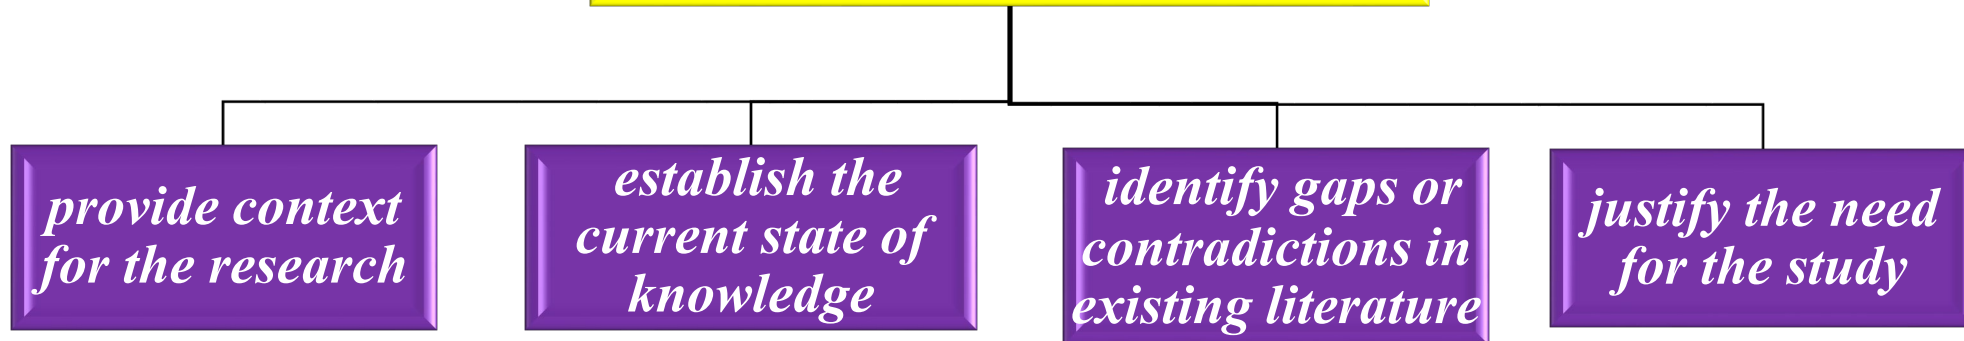 provide context
for the research
establish the
current state of
knowledge
identify gaps or
contradictions in
existing literature
justify the need
for the study